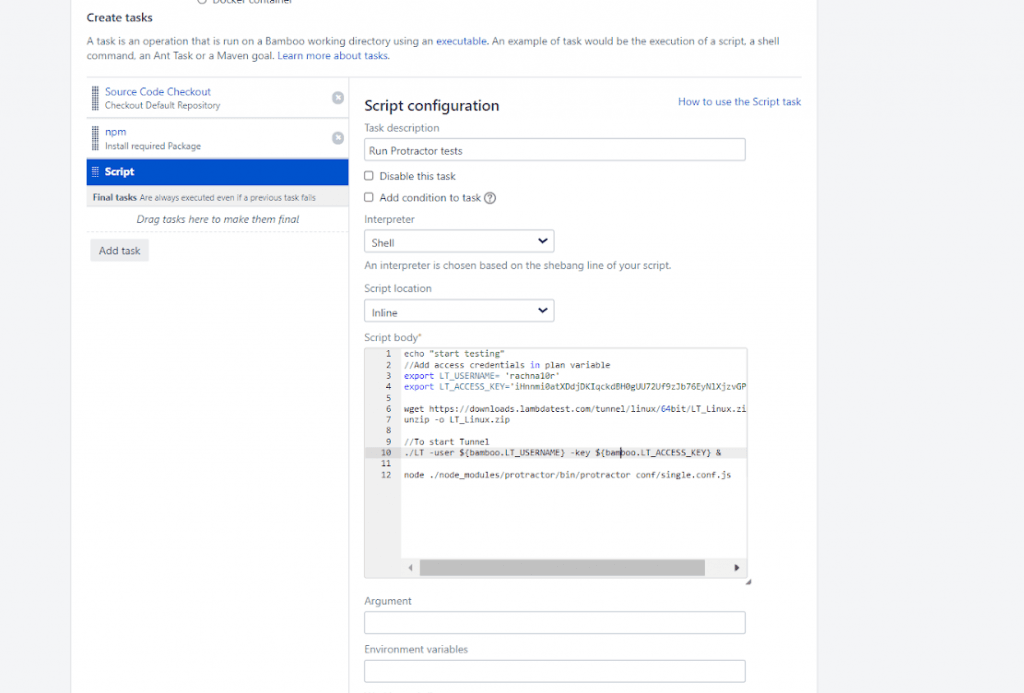 Docker container
Create tasks
A task is an operation that is run on a Bamboo working directory using an executable. An example of task would be the execution of a script, a shell
command, an Ant Task or a Maven goal. Learn more about tasks.
Source Code Checkout
Checkout Default Repository
npm
Install required Package
Script
Final tasks Are always executed even if a previous task fails
Drag tasks here to make them final
Add task
Script configuration
How to use the Script task
Task description
Run Protractor tests
Disable this task
Add condition to task ?
Interpreter
Shell
An interpreter is chosen based on the shebang line of your script.
Script location
Inline
Script body*
1 echo "start testing"
2 //Add access credentials in plan variable
3 export LT_USERNAME= 'rachna10r'
4 export LT_ACCESS_KEY=
5
6 wget https://downloads.lambdatest.com/tunnel/linux/64bit/LT_Linux.zi
7 unzip -o LT_Linux.zip
8
9 //To start Tunnel
10 ./LT -user ${bamboo.LT_USERNAME} -key ${bamboo.LT_ACCESS_KEY} &
11
12 node ./node_modules/protractor/bin/protractor conf/single.conf.js
Argument
Environment variables